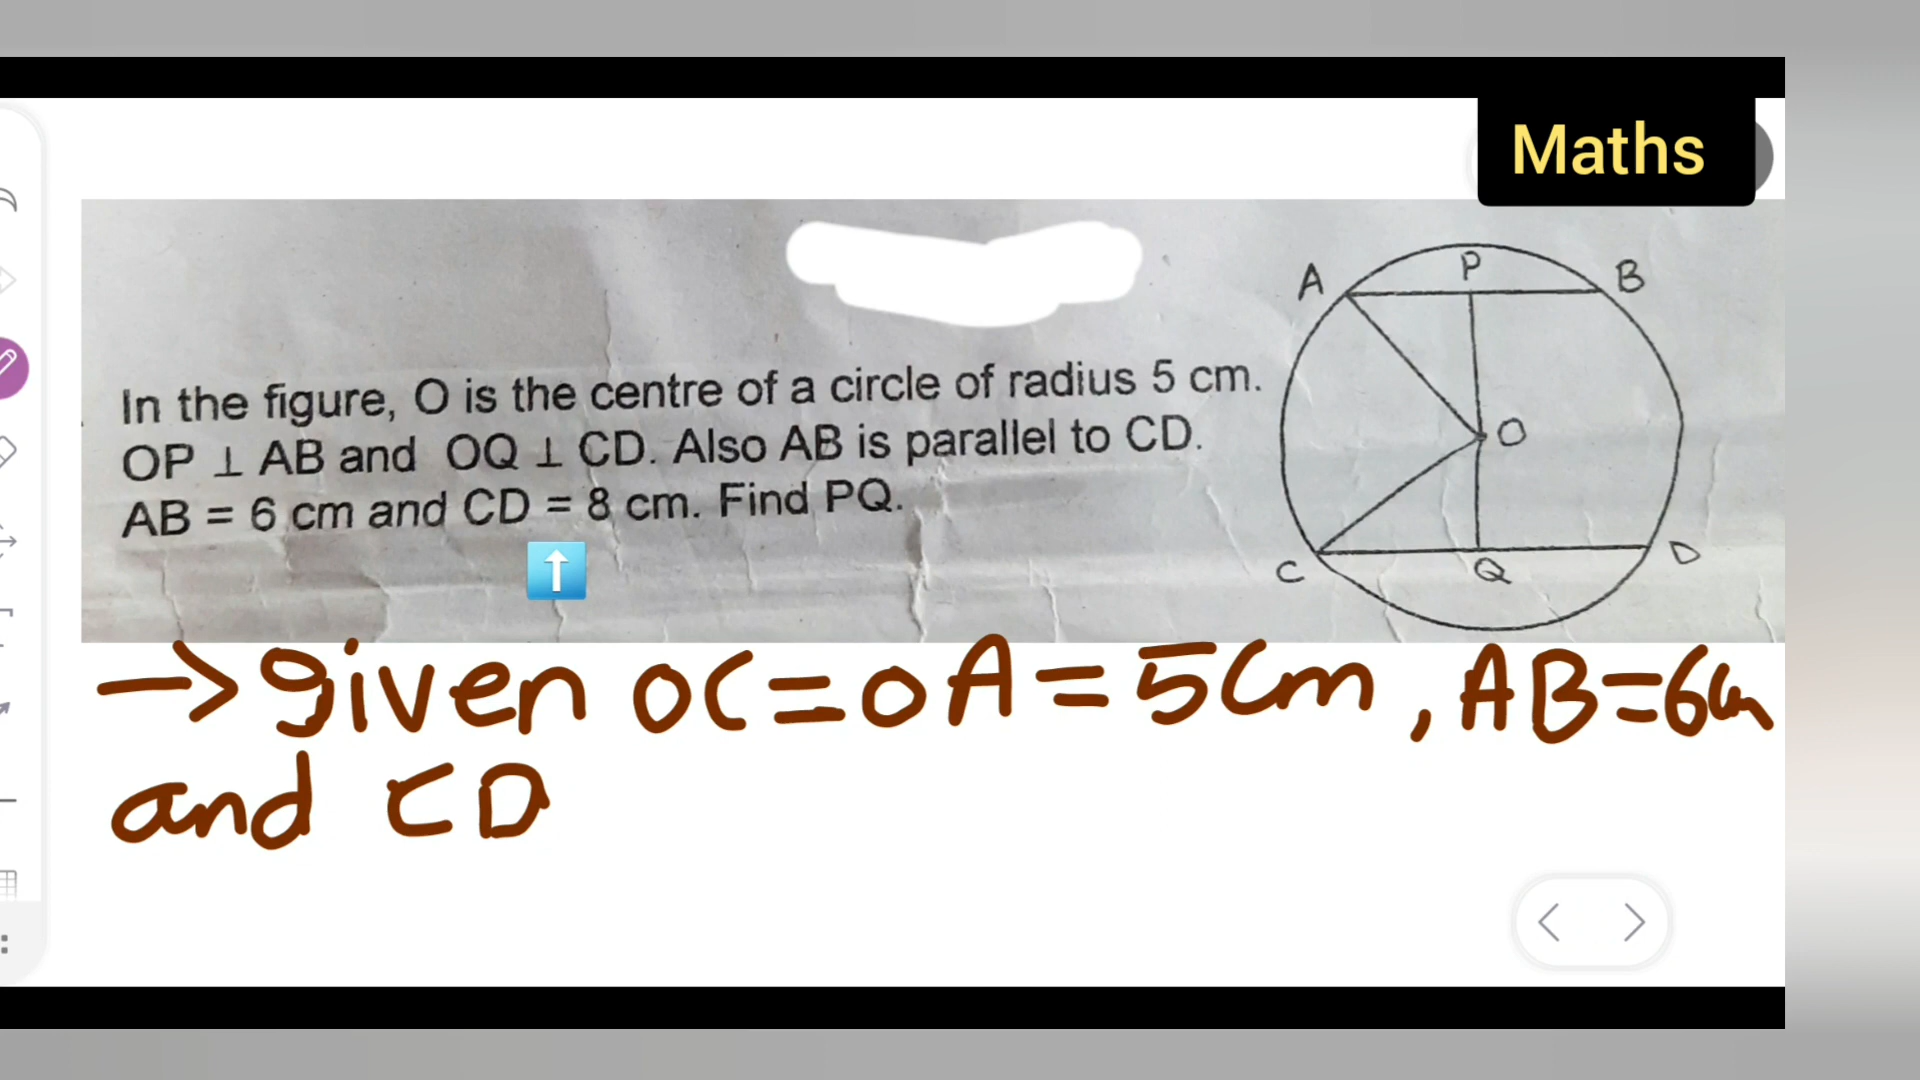 Maths
In the figure, O is the centre of a circle of radius 5 cm.
OP ⊥ AB and OQ ⊥ CD. Also AB is parallel to CD.
AB = 6 cm and CD = 8 cm. Find PQ.
A
P
B
O
C
Q
D
→ given OC = OA = 5cm, AB = 6cm
and CD